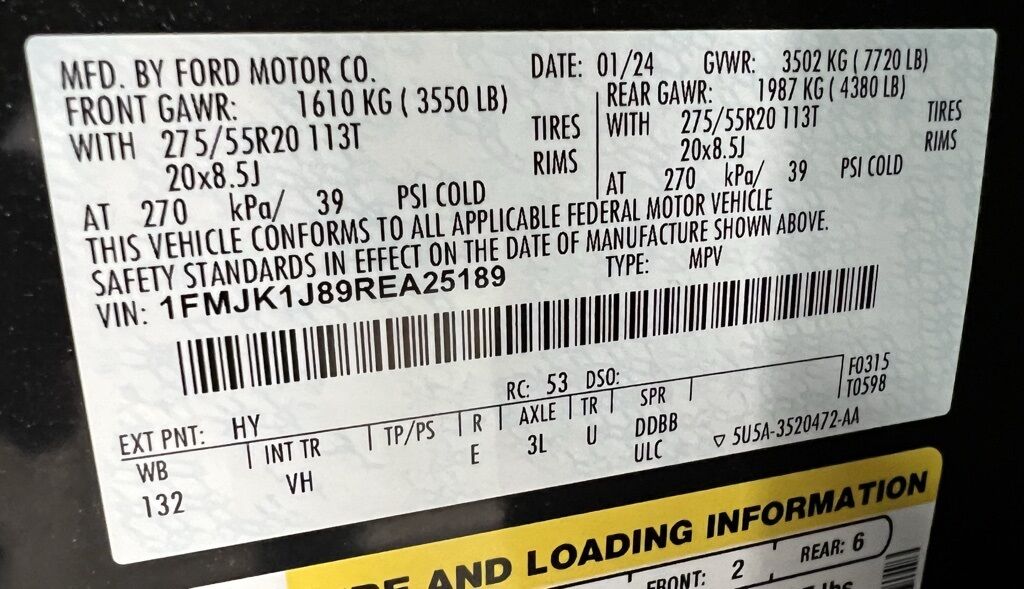 MFD. BY FORD MOTOR CO. DATE: 01/24 GVWR: 3502 KG ( 7720 LB)
FRONT GAWR: 1610 KG ( 3550 LB) REAR GAWR: 1987 KG ( 4380 LB)
WITH 275/55R20 113T TIRES WITH 275/55R20 113T TIRES
20x8.5J RIMS 20x8.5J RIMS
AT 270 kPa/ 39 PSI COLD AT 270 kPa/ 39 PSI COLD
THIS VEHICLE CONFORMS TO ALL APPLICABLE FEDERAL MOTOR VEHICLE
SAFETY STANDARDS IN EFFECT ON THE DATE OF MANUFACTURE SHOWN ABOVE.
VIN: 1FMJK1J89REA25189 TYPE: MPV
EXT PNT: HY RC: 53 DSO: F0315
WB INT TR TP/PS R AXLE TR SPR T0598
132 VH E 3L U DDBB
ULC ▽ 5U5A-3520472-AA
AND LOADING INFORMATION
FRONT: 2 REAR: 6
lbs